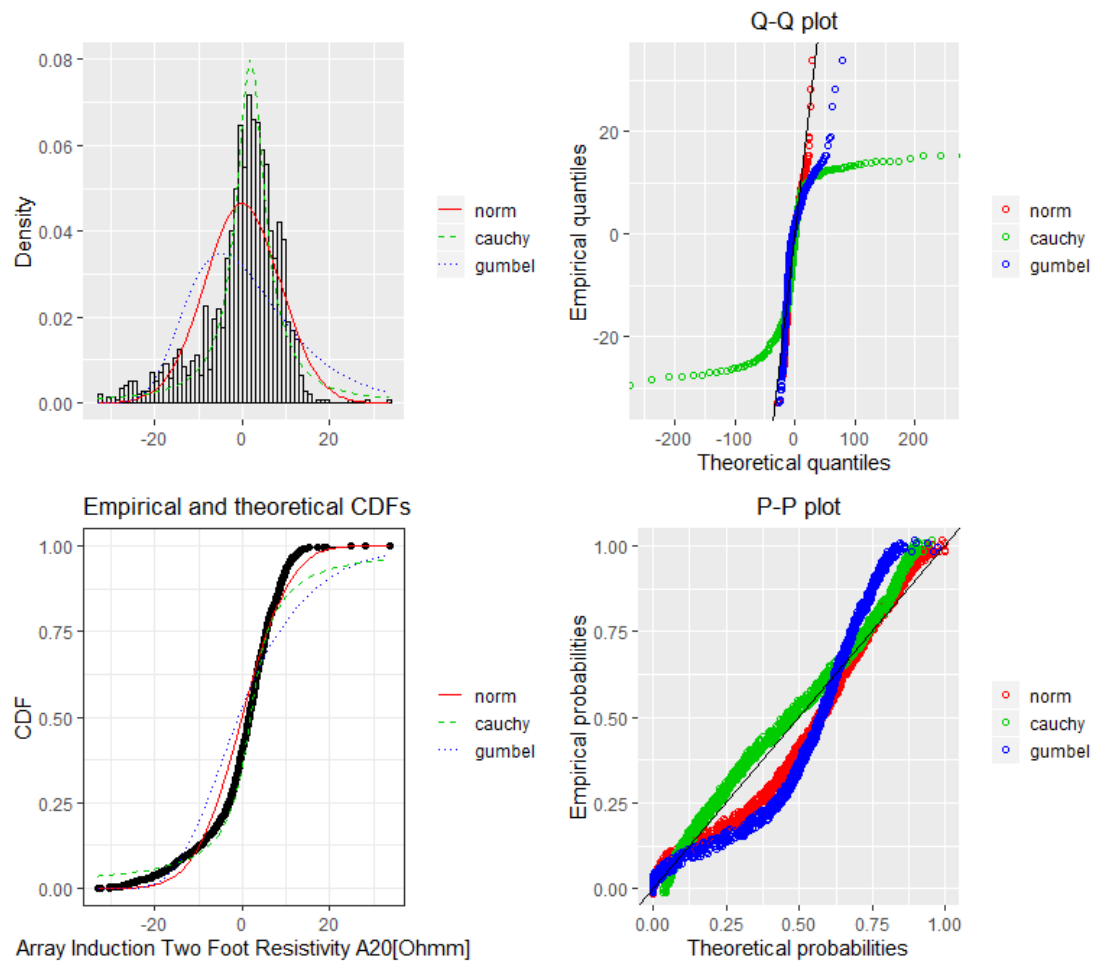 Density
0.08
0.06
0.04
0.02
0.00
-20 0 20
norm
cauchy
gumbel
Q-Q plot
Empirical quantiles
20
0
-20
-200 -100 0 100 200
Theoretical quantiles
norm
cauchy
gumbel
Empirical and theoretical CDFs
CDF
1.00
0.75
0.50
0.25
0.00
-20 0 20
Array Induction Two Foot Resistivity A20[Ohmm]
norm
cauchy
gumbel
P-P plot
Empirical probabilities
1.00
0.75
0.50
0.25
0.00
0.00 0.25 0.50 0.75 1.00
Theoretical probabilities
norm
cauchy
gumbel